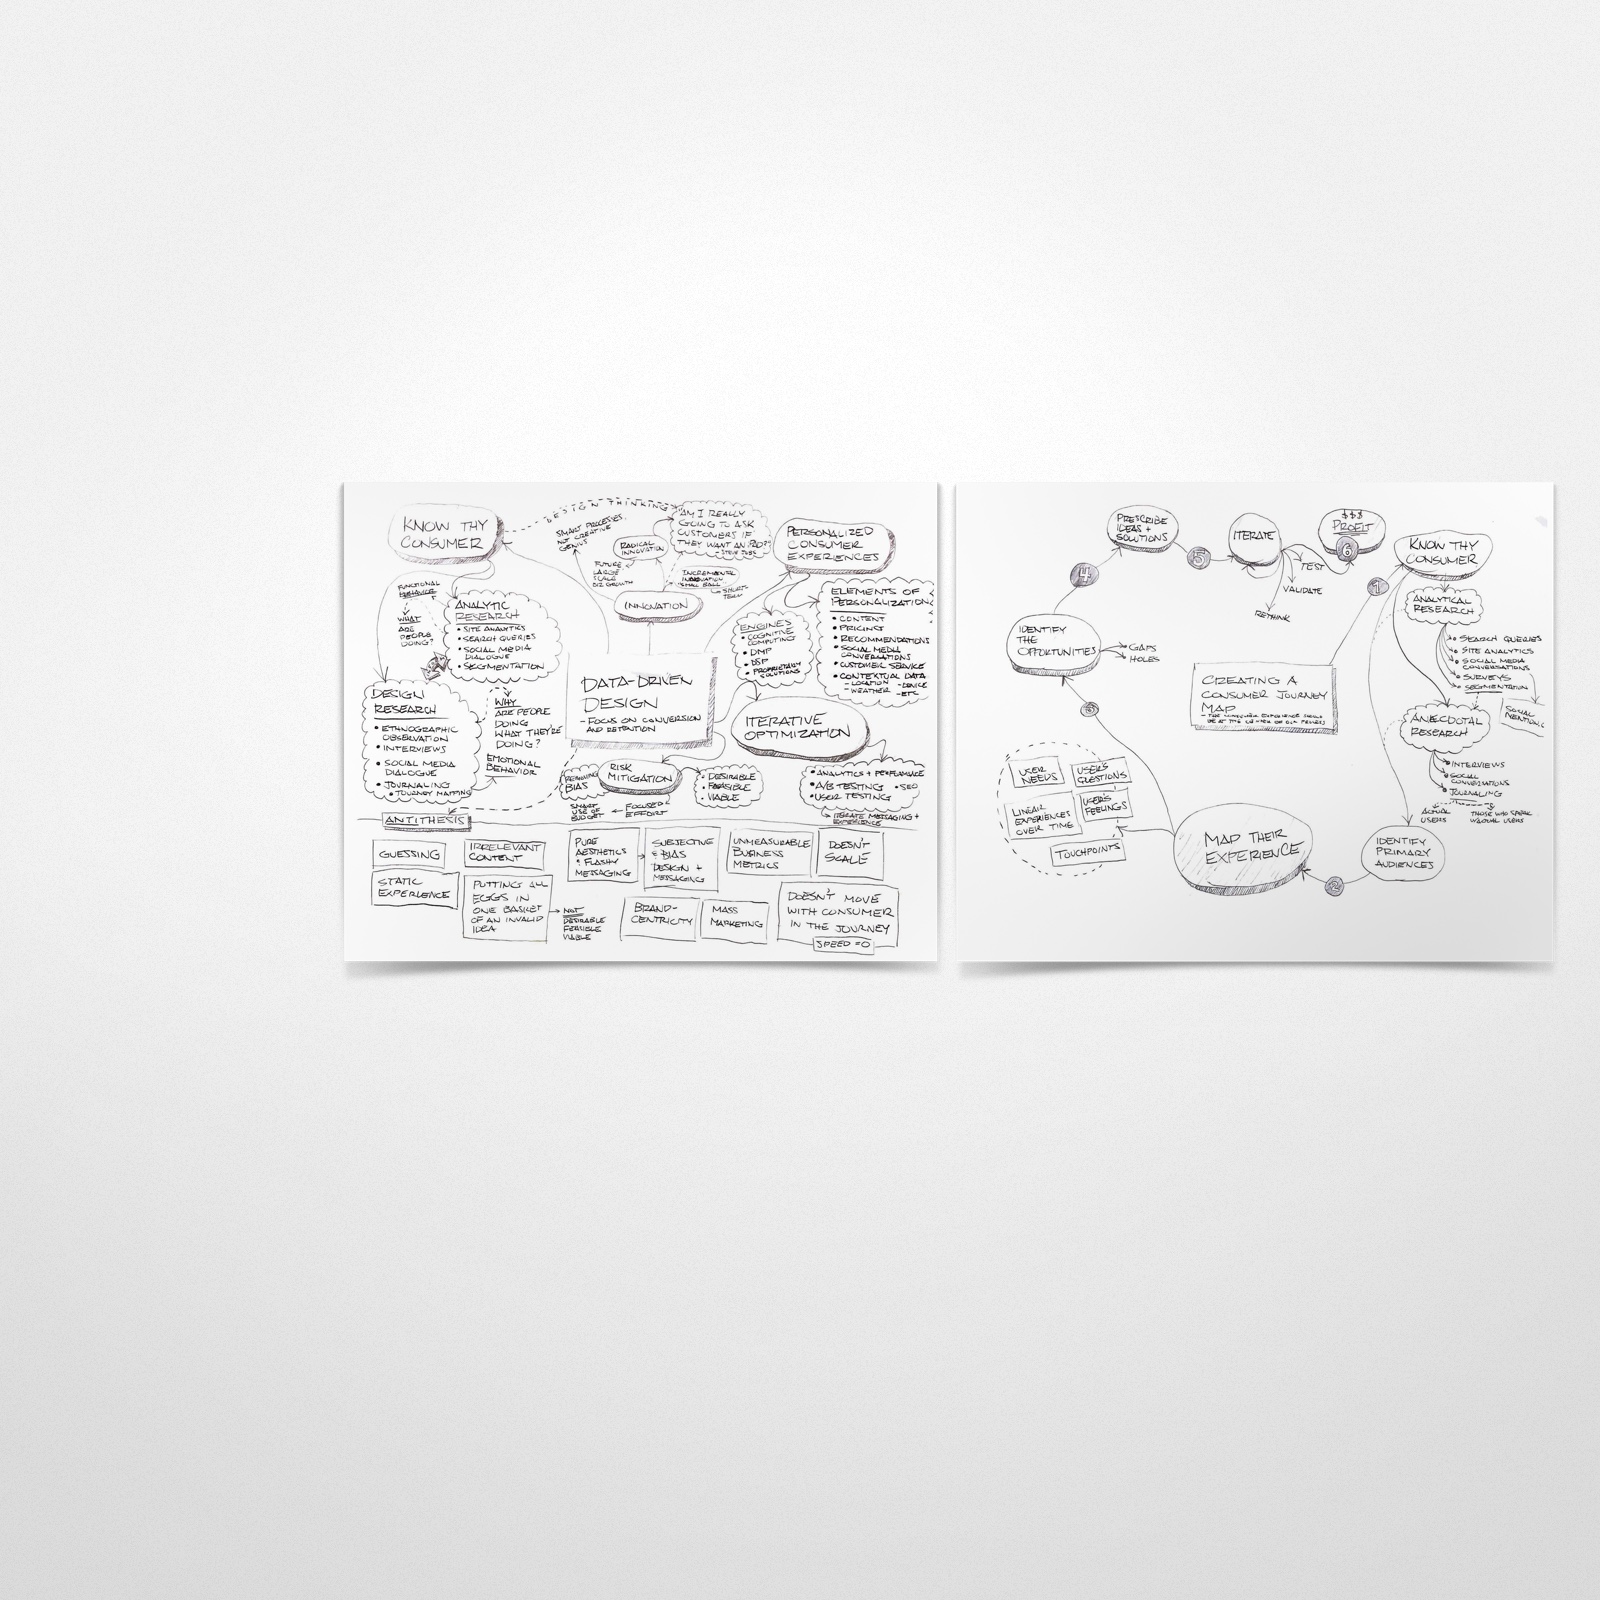 KNOW THY
CONSUMER
DESIGN THINKING
SMART PROCESSES,
NOT CREATIVE
GENIUS
RADICAL
INNOVATION
FUTURE
LARGE
SCALE
BIZ GROWTH
"AM I REALLY
GOING TO ASK
CUSTOMERS IF
THEY WANT AN IPAD?"
- STEVE JOBS
INCREMENTAL
INNOVATION
SMALL BALL
SHORT-
TERM
INNOVATION
PERSONALIZED
CONSUMER
EXPERIENCES
FUNCTIONAL
BEHAVIOR
WHAT
ARE
PEOPLE
DOING?
ANALYTIC
RESEARCH
• SITE ANALYTICS
• SEARCH QUERIES
• SOCIAL MEDIA
DIALOGUE
• SEGMENTATION
DESIGN
RESEARCH
• ETHNOGRAPHIC
OBSERVATION
• INTERVIEWS
• SOCIAL MEDIA
DIALOGUE
• JOURNALING
• JOURNEY MAPPING
WHY
ARE PEOPLE
DOING
WHAT THEY'RE
DOING?
EMOTIONAL
BEHAVIOR
DATA-DRIVEN
DESIGN
- FOCUS ON CONVERSION
AND RETENTION
ENGINES
• COGNITIVE
COMPUTING
• DMP
• DSP
• PROPRIETARY
SOLUTIONS
ELEMENTS OF
PERSONALIZATION
• CONTENT
• PRICING
• RECOMMENDATIONS
• SOCIAL MEDIA
CONVERSATIONS
• CUSTOMER SERVICE
• CONTEXTUAL DATA
- LOCATION
- DEVICE
- WEATHER
- ETC
ITERATIVE
OPTIMIZATION
• ANALYTICS + PERFORMANCE
• A/B TESTING • SEO
• USER TESTING
ITERATE MESSAGING +
EXPERIENCE
BIAS
RISK
MITIGATION
• DESIRABLE
• FEASIBLE
• VIABLE
SMART
USE OF
BUDGET
FOCUSED
EFFORT
ANTITHESIS
GUESSING
IRRELEVANT
CONTENT
PURE
AESTHETICS
+ FLASHY
MESSAGING
SUBJECTIVE
& BIAS
DESIGN +
MESSAGING
UNMEASURABLE
BUSINESS
METRICS
DOESN'T
SCALE
STATIC
EXPERIENCE
PUTTING ALL
EGGS IN
ONE BASKET
OF AN INVALID
IDEA
NOT
DESIRABLE
FEASIBLE
VIABLE
BRAND-
CENTRICITY
MASS
MARKETING
DOESN'T MOVE
WITH CONSUMER
IN THE JOURNEY
SPEED = 0
PRESCRIBE
IDEAS +
SOLUTIONS
ITERATE
TEST
VALIDATE
RETHINK
$$$
PROFIT
6
5
4
1
KNOW THY
CONSUMER
ANALYTICAL
RESEARCH
• SEARCH QUERIES
• SITE ANALYTICS
• SOCIAL MEDIA
CONVERSATIONS
• SURVEYS
SEGMENTATION
SOCIAL
MENTIONS
ANECDOTAL
RESEARCH
• INTERVIEWS
• SOCIAL
CONVERSATIONS
• JOURNALING
ACTUAL
USERS
THOSE WHO SPEAK
W/ACTUAL USERS
IDENTIFY
THE
OPPORTUNITIES
GAPS
HOLES
CREATING A
CONSUMER JOURNEY
MAP
- THE CONSUMER EXPERIENCE SHOULD
BE AT THE CENTER OF OUR PROCESS
3
USER
NEEDS
USER'S
QUESTIONS
LINEAR
EXPERIENCES
OVER TIME
USER'S
FEELINGS
TOUCHPOINTS
MAP THEIR
EXPERIENCE
2
IDENTIFY
PRIMARY
AUDIENCES